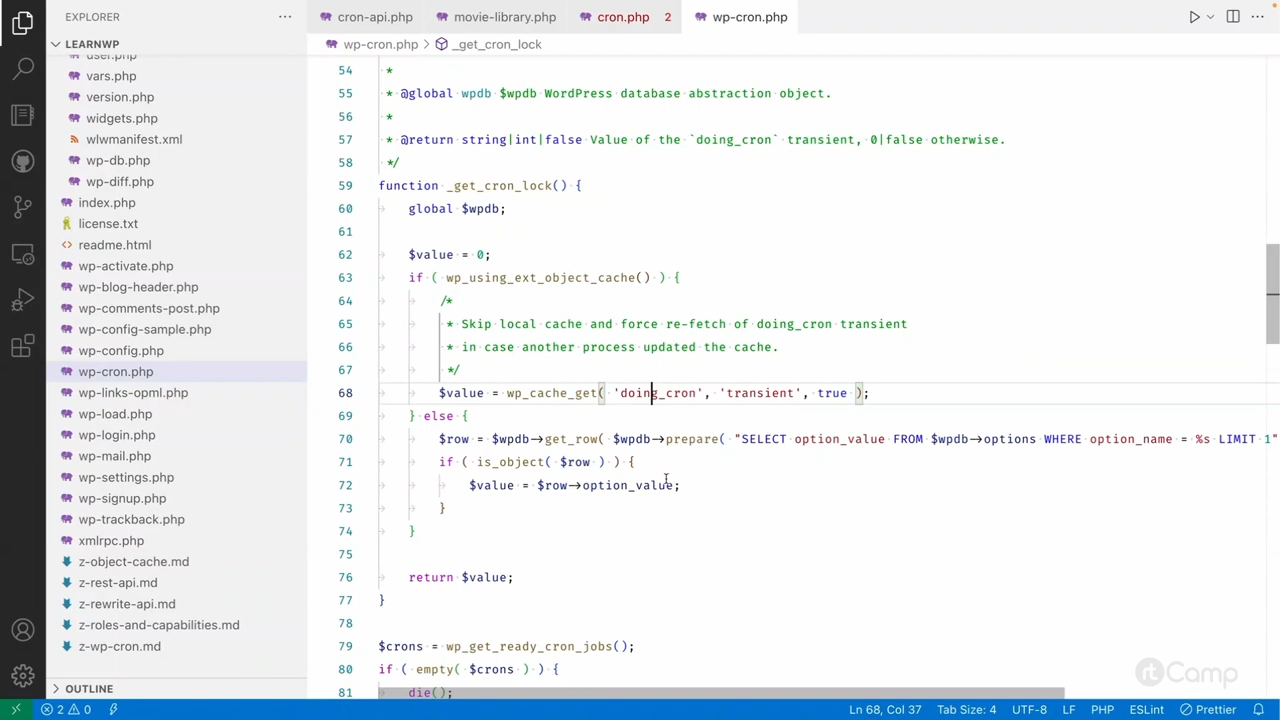 EXPLORER
LEARNWP
user.php
vars.php
version.php
widgets.php
wlwmanifest.xml
wp-db.php
wp-diff.php
index.php
license.txt
readme.html
wp-activate.php
wp-blog-header.php
wp-comments-post.php
wp-config-sample.php
wp-config.php
wp-cron.php
wp-links-opml.php
wp-load.php
wp-login.php
wp-mail.php
wp-settings.php
wp-signup.php
wp-trackback.php
xmlrpc.php
z-object-cache.md
z-rest-api.md
z-rewrite-api.md
z-roles-and-capabilities.md
z-wp-cron.md
OUTLINE
cron-api.php movie-library.php cron.php 2 wp-cron.php
wp-cron.php > _get_cron_lock
54 *
55 * @global wpdb $wpdb WordPress database abstraction object.
56 *
57 * @return string|int|false Value of the `doing_cron` transient, 0|false otherwise.
58 */
59 function _get_cron_lock() {
60 global $wpdb;
61
62 $value = 0;
63 if ( wp_using_ext_object_cache() ) {
64 /*
65 * Skip local cache and force re-fetch of doing_cron transient
66 * in case another process updated the cache.
67 */
68 $value = wp_cache_get( 'doing_cron', 'transient', true );
69 } else {
70 $row = $wpdb->get_row( $wpdb->prepare( "SELECT option_value FROM $wpdb->options WHERE option_name = %s LIMIT 1"
71 if ( is_object( $row ) ) {
72 $value = $row->option_value;
73 }
74 }
75
76 return $value;
77 }
78
79 $crons = wp_get_ready_cron_jobs();
80 if ( empty( $crons ) ) {
81 die();
rtCamp
2 0 Ln 68, Col 37 Tab Size: 4 UTF-8 LF PHP ESLint Prettier